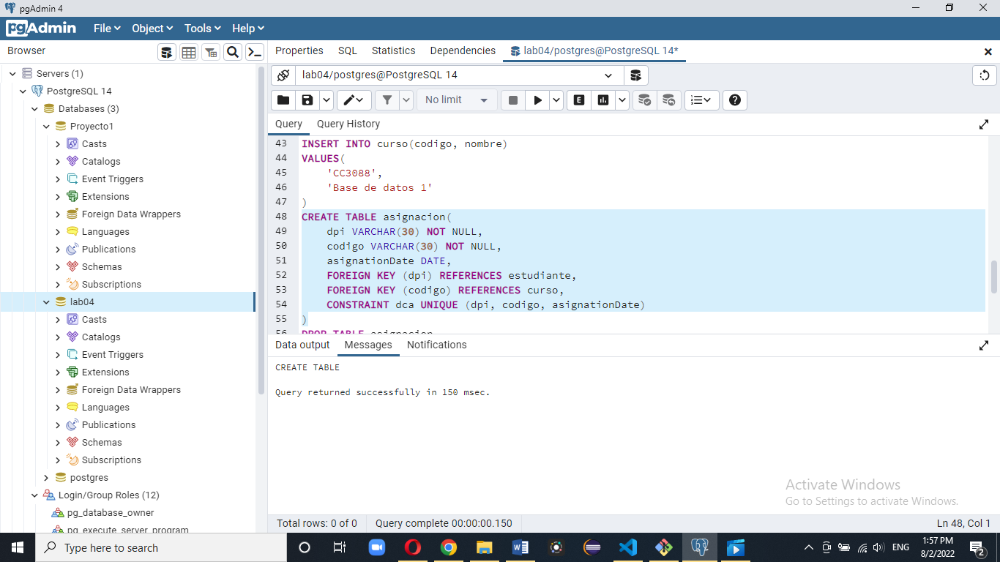 pgAdmin 4
pgAdmin File Object Tools Help
Browser
Properties SQL Statistics Dependencies lab04/postgres@PostgreSQL 14*
Servers (1)
PostgreSQL 14
Databases (3)
Proyecto1
Casts
Catalogs
Event Triggers
Extensions
Foreign Data Wrappers
Languages
Publications
Schemas
Subscriptions
lab04
Casts
Catalogs
Event Triggers
Extensions
Foreign Data Wrappers
Languages
Publications
Schemas
Subscriptions
postgres
Login/Group Roles (12)
pg_database_owner
pg_execute_server_program
lab04/postgres@PostgreSQL 14
No limit
E
Query Query History
43 INSERT INTO curso(codigo, nombre)
44 VALUES(
45 'CC3088',
46 'Base de datos 1'
47 )
48 CREATE TABLE asignacion(
49 dpi VARCHAR(30) NOT NULL,
50 codigo VARCHAR(30) NOT NULL,
51 asignationDate DATE,
52 FOREIGN KEY (dpi) REFERENCES estudiante,
53 FOREIGN KEY (codigo) REFERENCES curso,
54 CONSTRAINT dca UNIQUE (dpi, codigo, asignationDate)
55 )
56 DROP TABLE asignacion
Data output Messages Notifications
CREATE TABLE
Query returned successfully in 150 msec.
Activate Windows
Go to Settings to activate Windows.
Total rows: 0 of 0 Query complete 00:00:00.150 Ln 48, Col 1
Type here to search
ENG
1:57 PM
8/2/2022
2